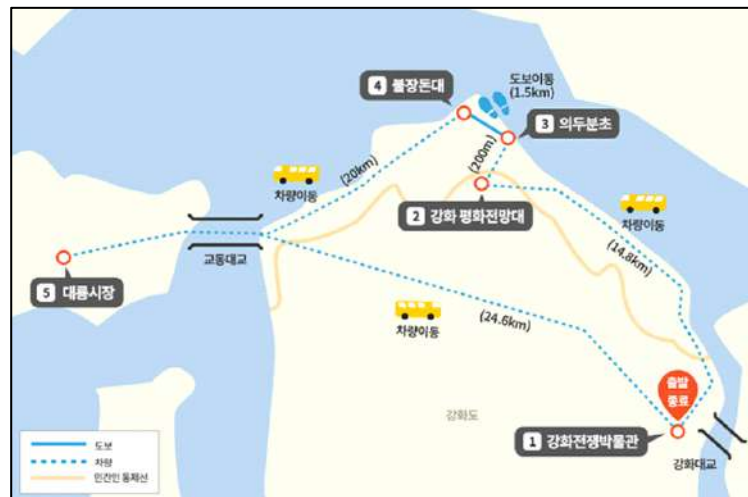 4 불장돈대
도보이동
(1.5km)
3 의두분초
(200m)
(20km)
차량이동
2 강화 평화전망대
차량이동
(14.8km)
교동대교
5 대룡시장
차량이동
(24.6km)
출발
종료
강화도
1 강화전쟁박물관
강화대교
도보
차량
민간인 통제선